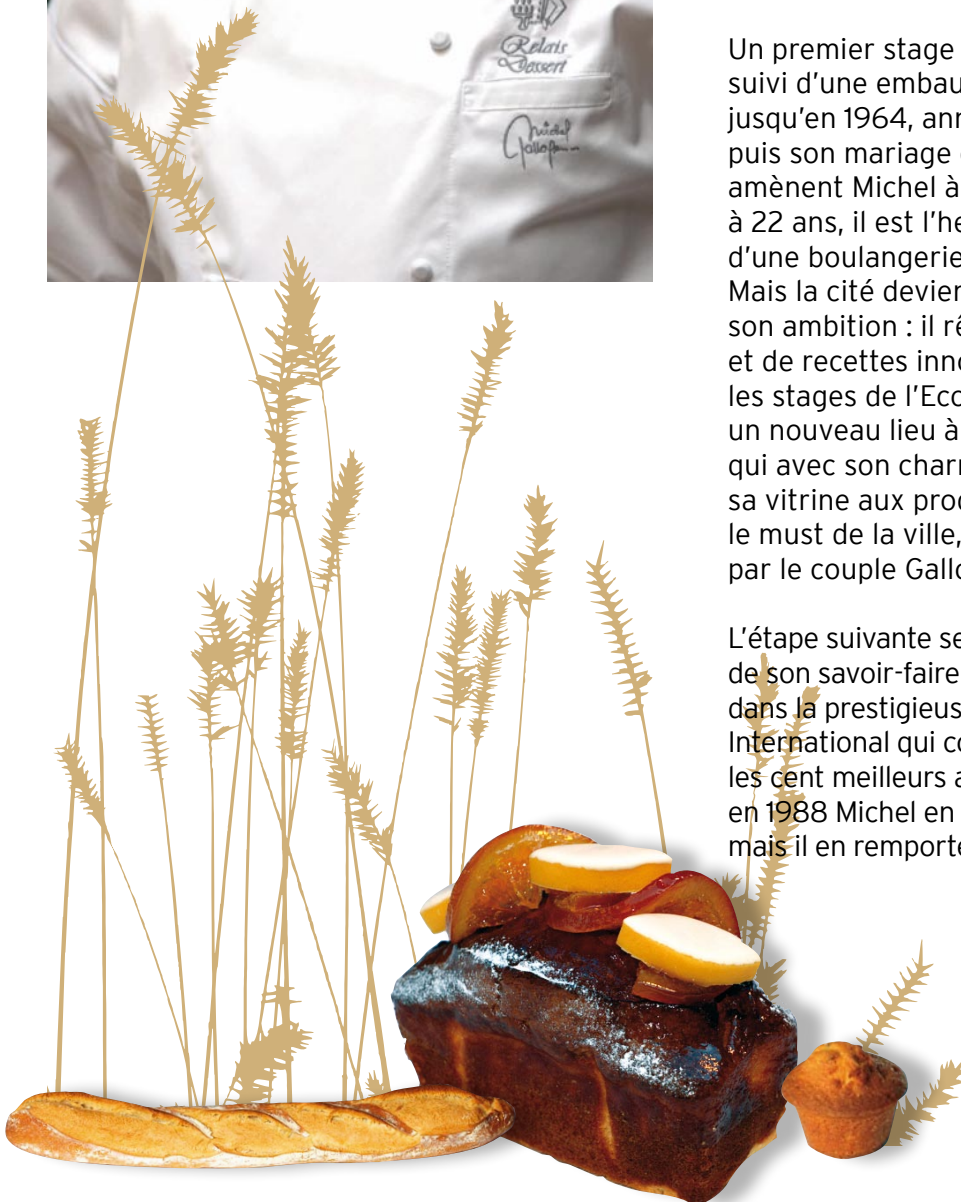 Relais
Dessert
Michel
Un premier stage
suivi d’une embau
jusqu’en 1964, ann
puis son mariage
amènent Michel à
à 22 ans, il est l’he
d’une boulangerie
Mais la cité devien
son ambition : il rê
et de recettes inno
les stages de l’Eco
un nouveau lieu à
qui avec son charm
sa vitrine aux prod
le must de la ville,
par le couple Gallo
L’étape suivante se
de son savoir-faire
dans la prestigieus
International qui co
les cent meilleurs a
en 1988 Michel en
mais il en remporte